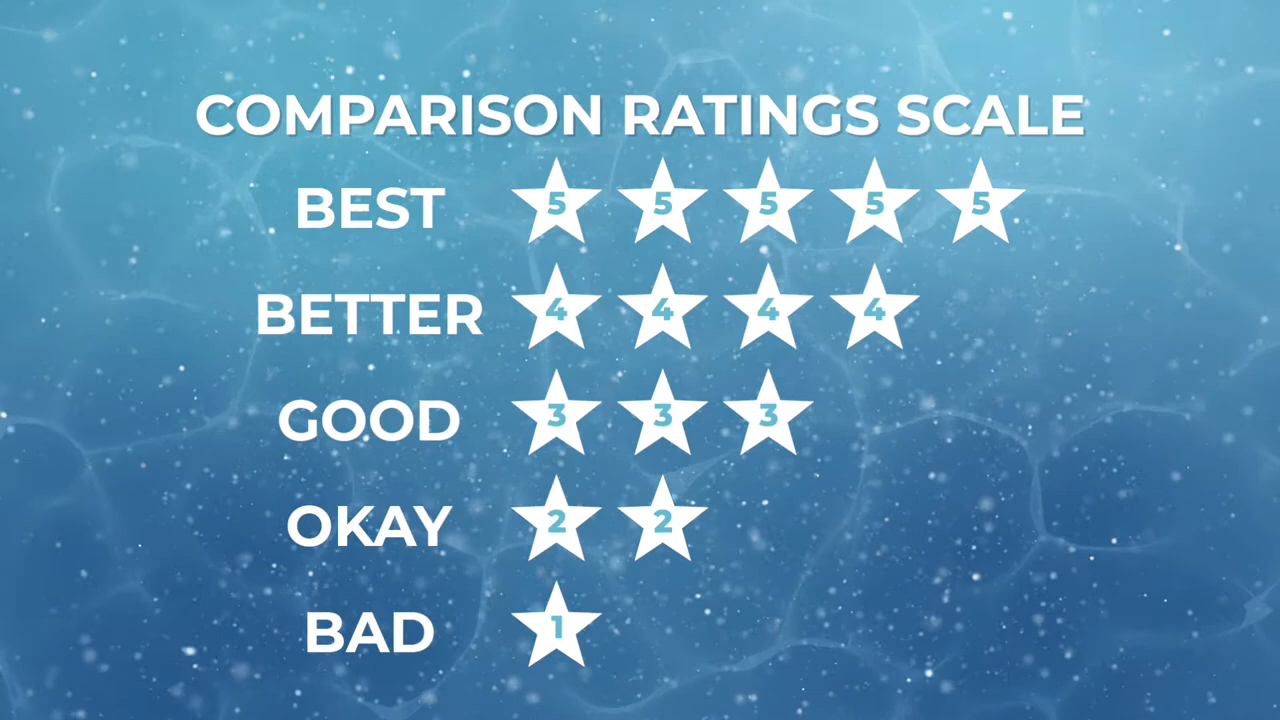 COMPARISON RATINGS SCALE
BEST 5 5 5 5 5
BETTER 4 4 4 4
GOOD 3 3 3
OKAY 2 2
BAD 1